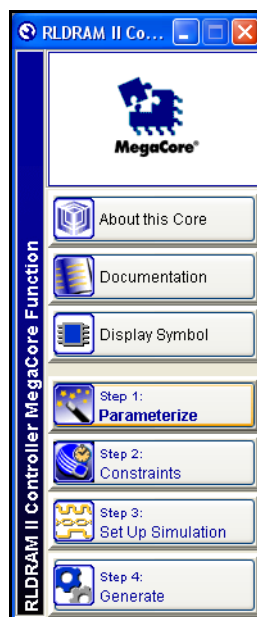 RLDRAM II Co...
MegaCore®
RLDRAM II Controller MegaCore Function
About this Core
Documentation
Display Symbol
Step 1:
Parameterize
Step 2:
Constraints
Step 3:
Set Up Simulation
Step 4:
Generate